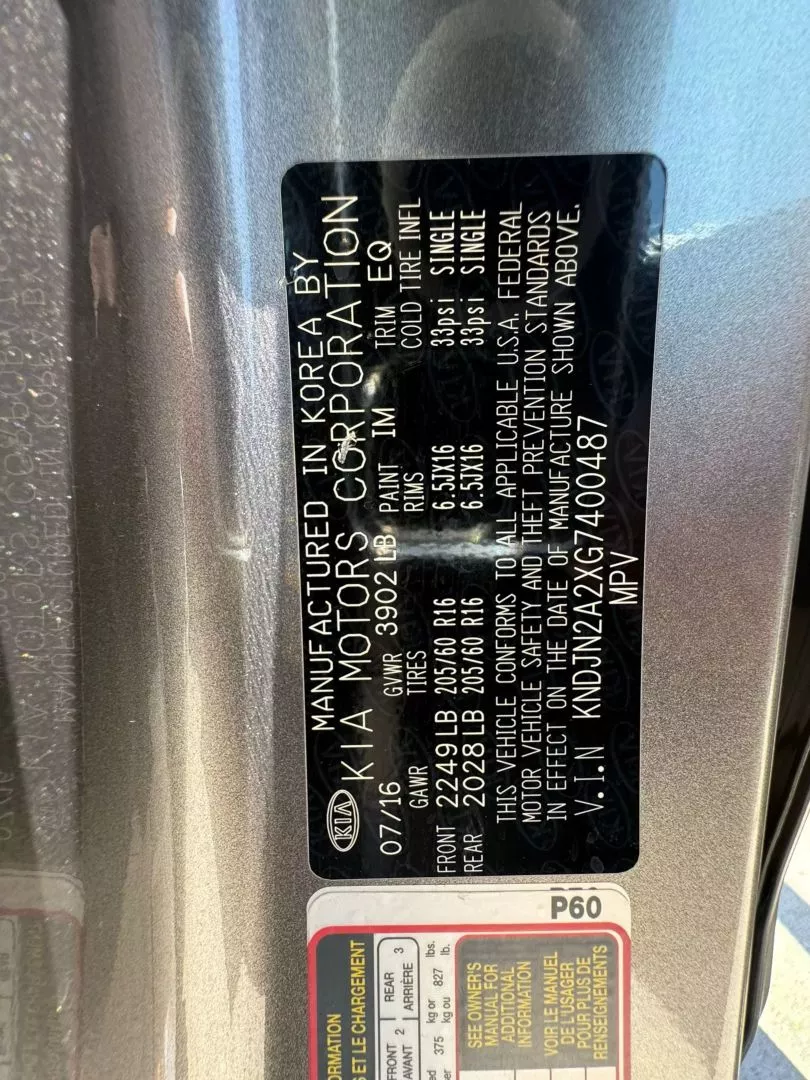 KIA
MANUFACTURED IN KOREA BY
KIA MOTORS CORPORATION
07/16 GVWR 3902 LB PAINT IM TRIM EQ
GAWR TIRES RIMS COLD TIRE INFL
FRONT 2249LB 205/60 R16 6.5JX16 33psi SINGLE
REAR 2028LB 205/60 R16 6.5JX16 33psi SINGLE
THIS VEHICLE CONFORMS TO ALL APPLICABLE U.S.A. FEDERAL
MOTOR VEHICLE SAFETY AND THEFT PREVENTION STANDARDS
IN EFFECT ON THE DATE OF MANUFACTURE SHOWN ABOVE.
V.I.N KNDJN2A2XG7400487
MPV
P60
ET LE CHARGEMENT
FRONT 2 REAR 3
AVANT ARRIÈRE
375 kg or 827 lbs.
kg ou lb.
SEE OWNER'S
MANUAL FOR
ADDITIONAL
INFORMATION
VOIR LE MANUEL
DE L'USAGER
POUR PLUS DE
RENSEIGNEMENTS